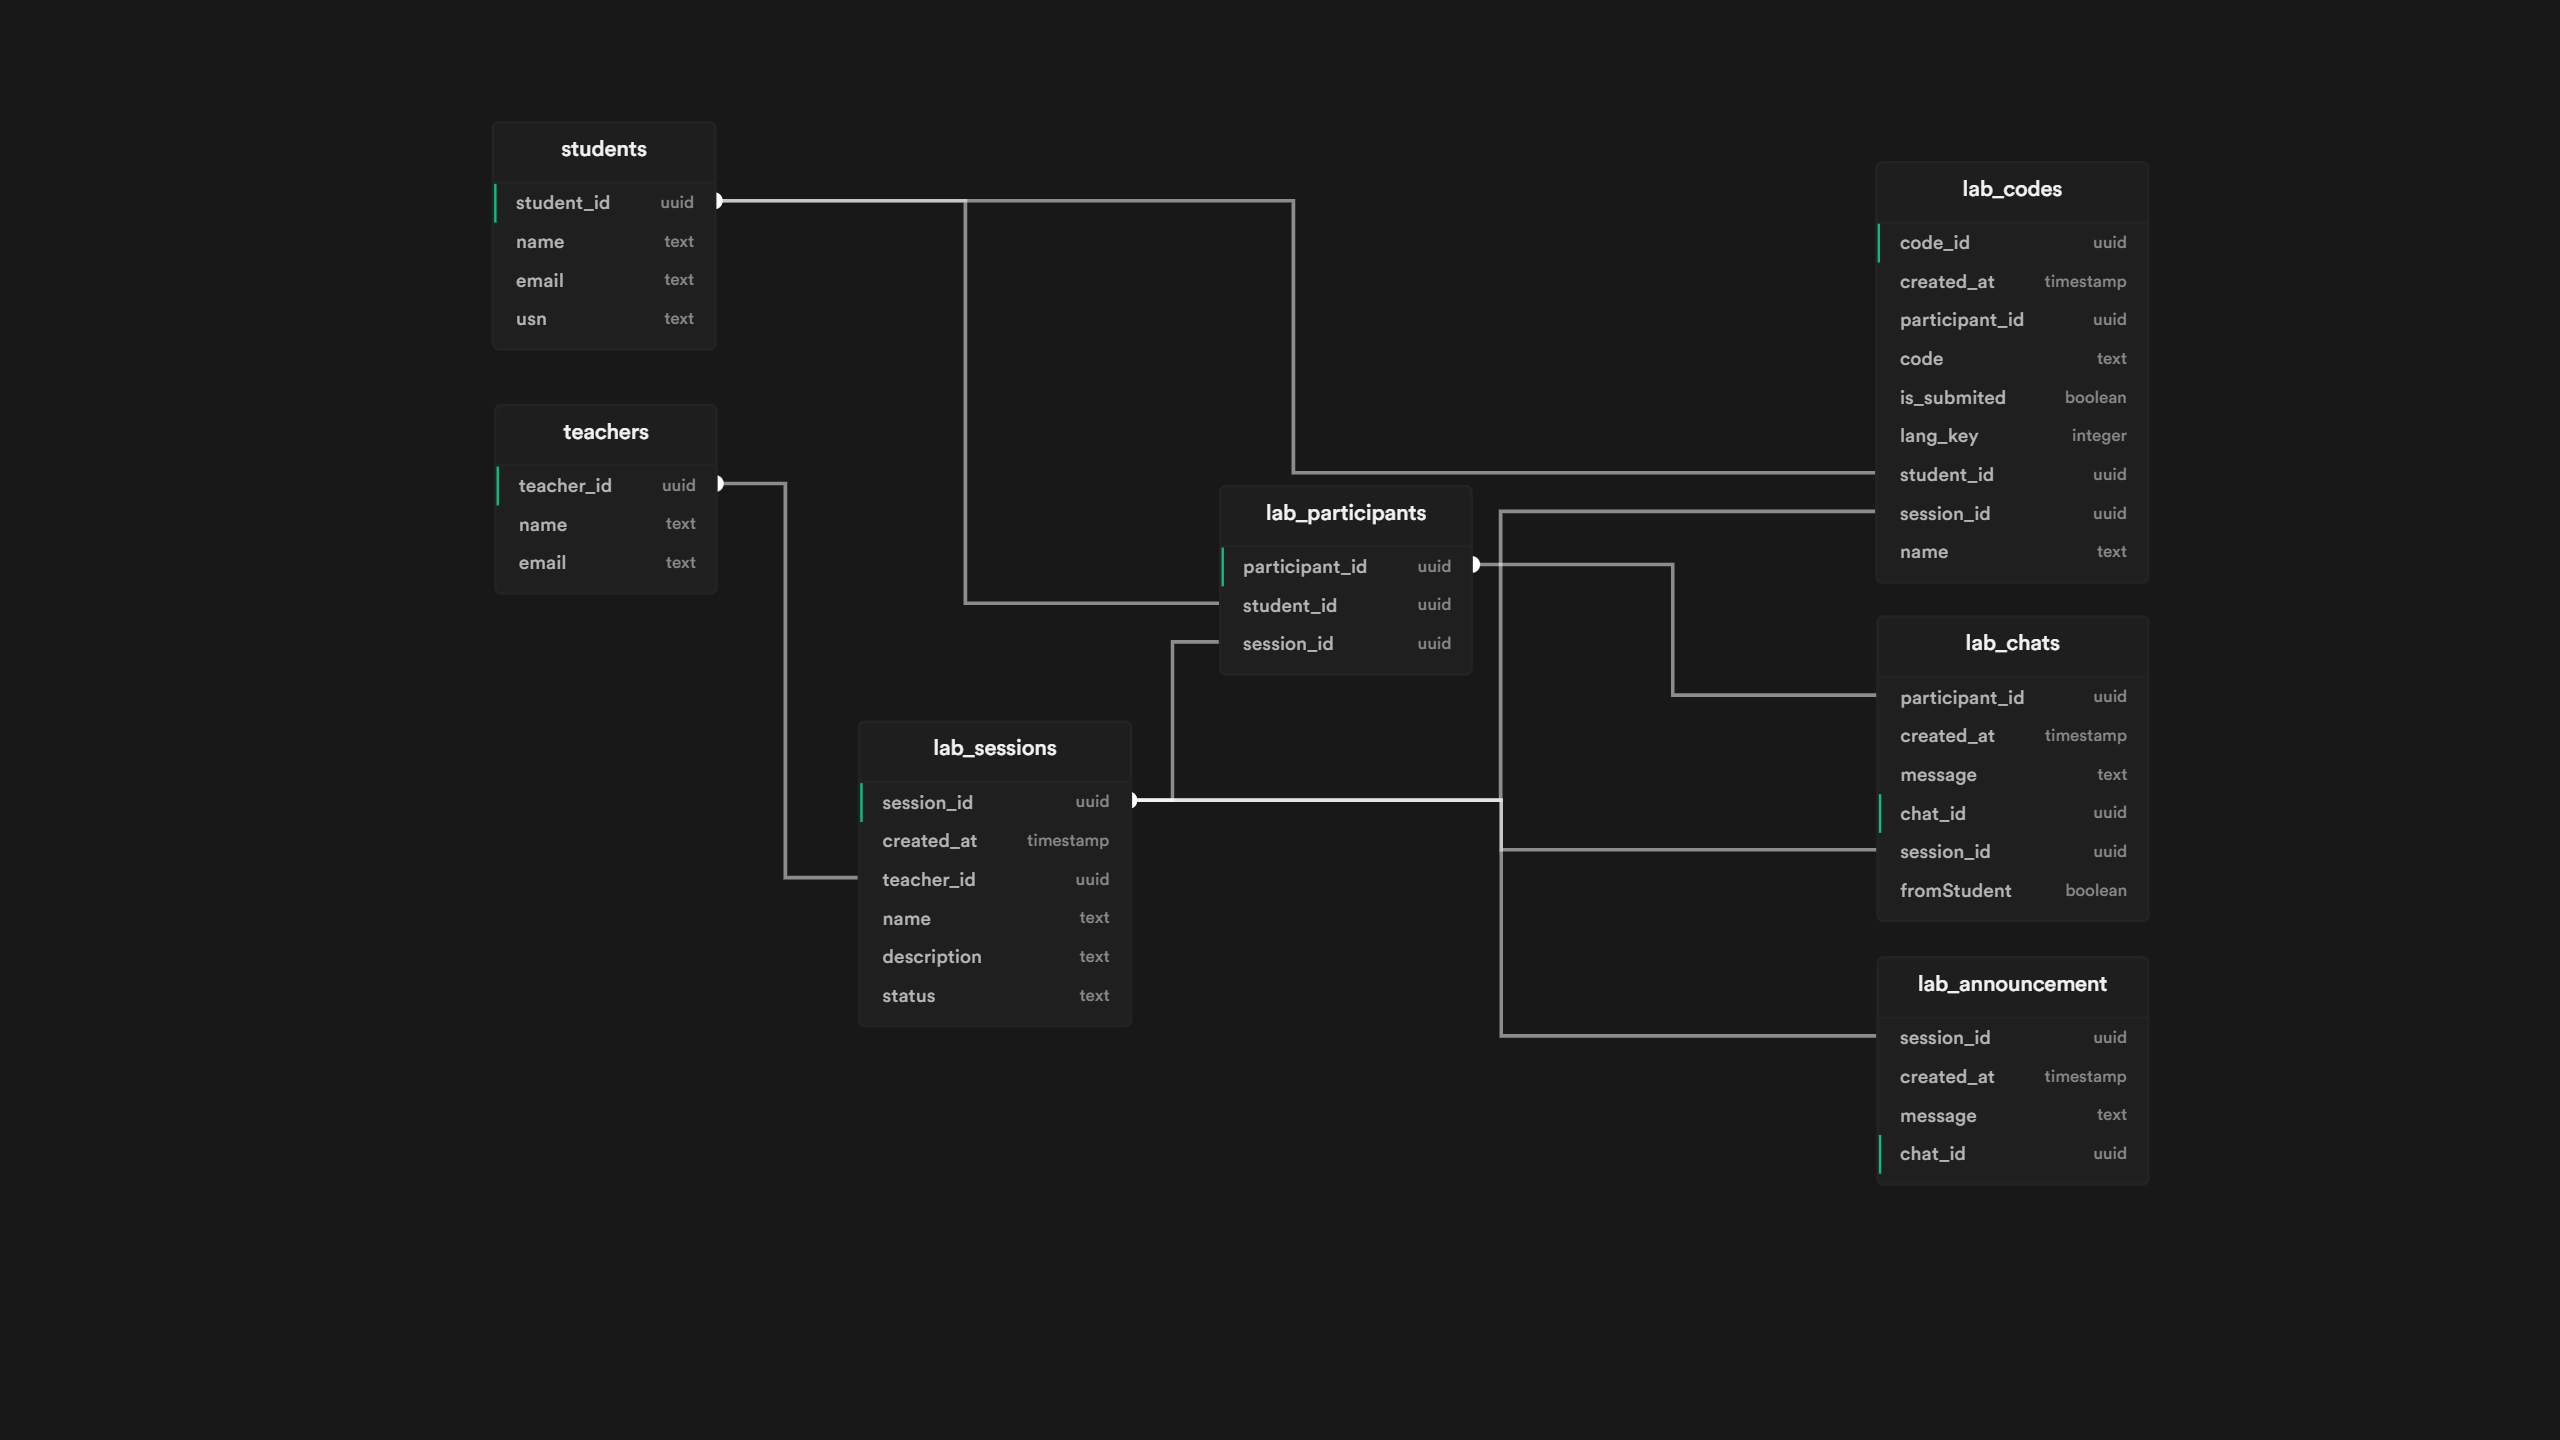 students
student_id uuid
name text
email text
usn text
teachers
teacher_id uuid
name text
email text
lab_sessions
session_id uuid
created_at timestamp
teacher_id uuid
name text
description text
status text
lab_participants
participant_id uuid
student_id uuid
session_id uuid
lab_codes
code_id uuid
created_at timestamp
participant_id uuid
code text
is_submited boolean
lang_key integer
student_id uuid
session_id uuid
name text
lab_chats
participant_id uuid
created_at timestamp
message text
chat_id uuid
session_id uuid
fromStudent boolean
lab_announcement
session_id uuid
created_at timestamp
message text
chat_id uuid